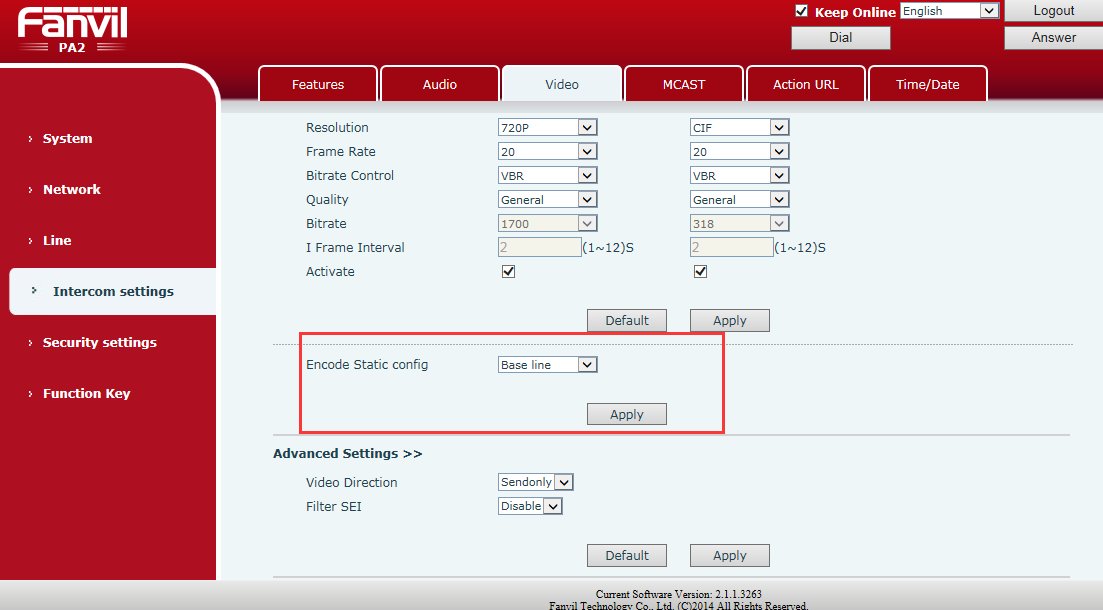 Fanvil
PA2
Keep Online English Logout
Dial Answer
Features Audio Video MCAST Action URL Time/Date
System
Network
Line
Intercom settings
Security settings
Function Key
Resolution 720P CIF
Frame Rate 20 20
Bitrate Control VBR VBR
Quality General General
Bitrate 1700 318
I Frame Interval 2 (1~12)S 2 (1~12)S
Activate
Default Apply
Encode Static config Base line
Apply
Advanced Settings >>
Video Direction Sendonly
Filter SEI Disable
Default Apply
Current Software Version: 2.1.1.3263
Fanvil Technology Co., Ltd. (C)2014 All Rights Reserved.